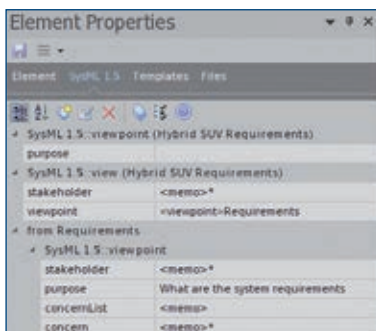 Element Properties
Element SysML 1.5 Templates Files
SysML 1.5::viewpoint (Hybrid SUV Requirements)
purpose
SysML 1.5::view (Hybrid SUV Requirements)
stakeholder <memo>*
viewpoint <viewpoint>Requirements
from Requirements
SysML 1.5::viewpoint
stakeholder <memo>*
purpose What are the system requirements
concernList <memo>
concern <memo>*